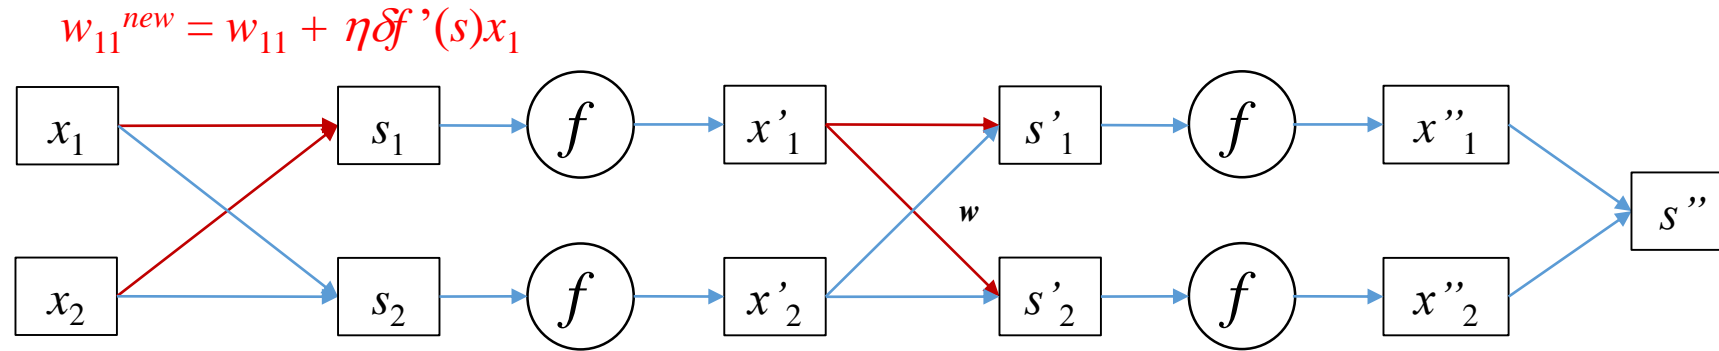 w₁₁ⁿᵉʷ = w₁₁ + ηδf ’(s)x₁
x₁ s₁ f x’₁ s’₁ f x”₁
w s”
x₂ s₂ f x’₂ s’₂ f x”₂